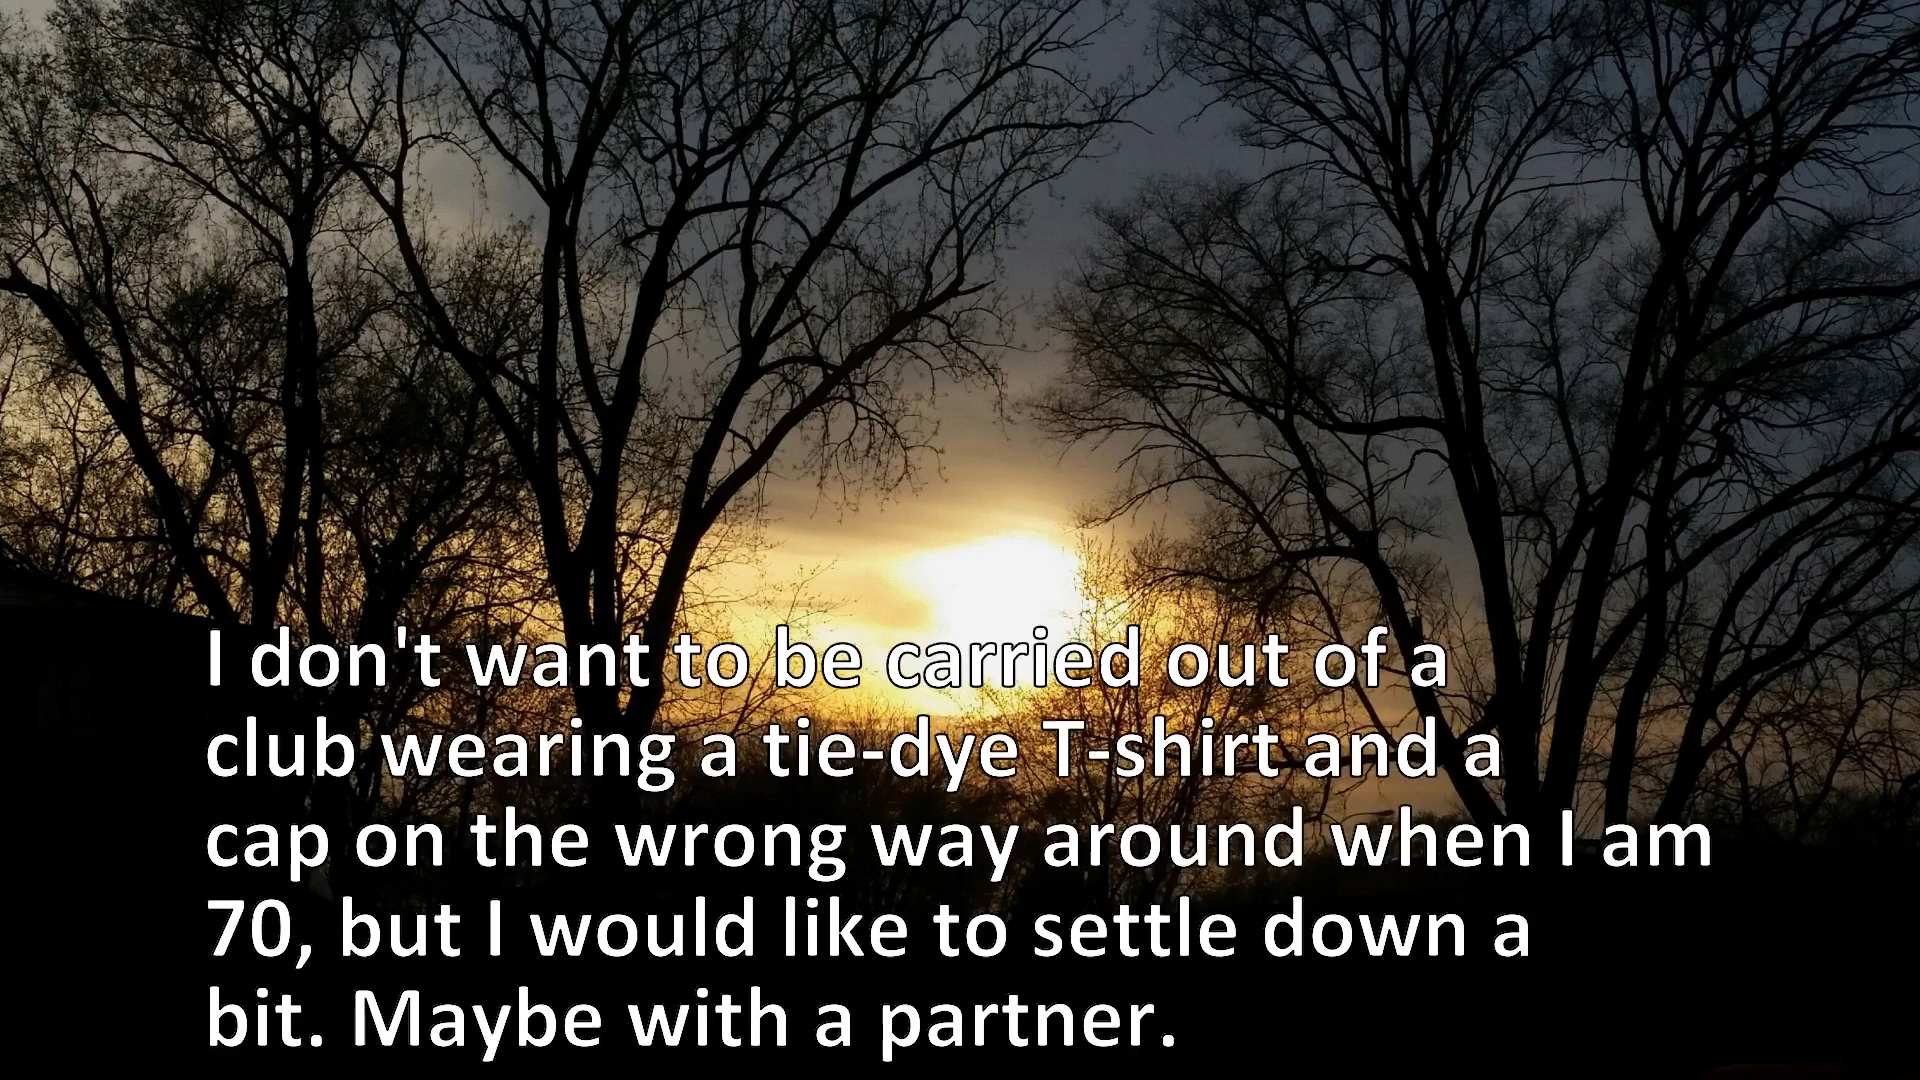 I don't want to be carried out of a
club wearing a tie-dye T-shirt and a
cap on the wrong way around when I am
70, but I would like to settle down a
bit. Maybe with a partner.